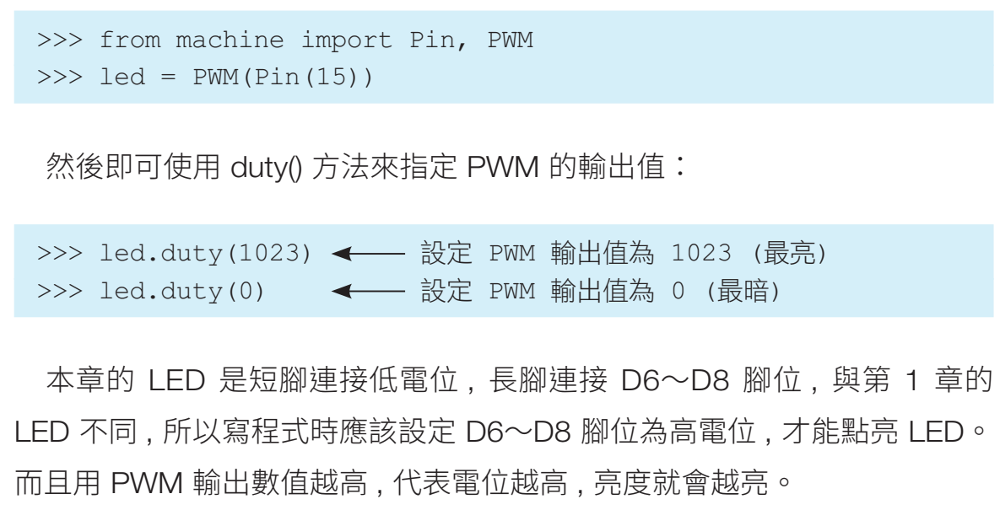 >>> from machine import Pin, PWM
>>> led = PWM(Pin(15))
然後即可使用 duty() 方法來指定 PWM 的輸出值：
>>> led.duty(1023) ← 設定 PWM 輸出值為 1023 (最亮)
>>> led.duty(0) ← 設定 PWM 輸出值為 0 (最暗)
本章的 LED 是短腳連接低電位 , 長腳連接 D6～D8 腳位 , 與第 1 章的
LED 不同 , 所以寫程式時應該設定 D6～D8 腳位為高電位 , 才能點亮 LED。
而且用 PWM 輸出數值越高 , 代表電位越高 , 亮度就會越亮。